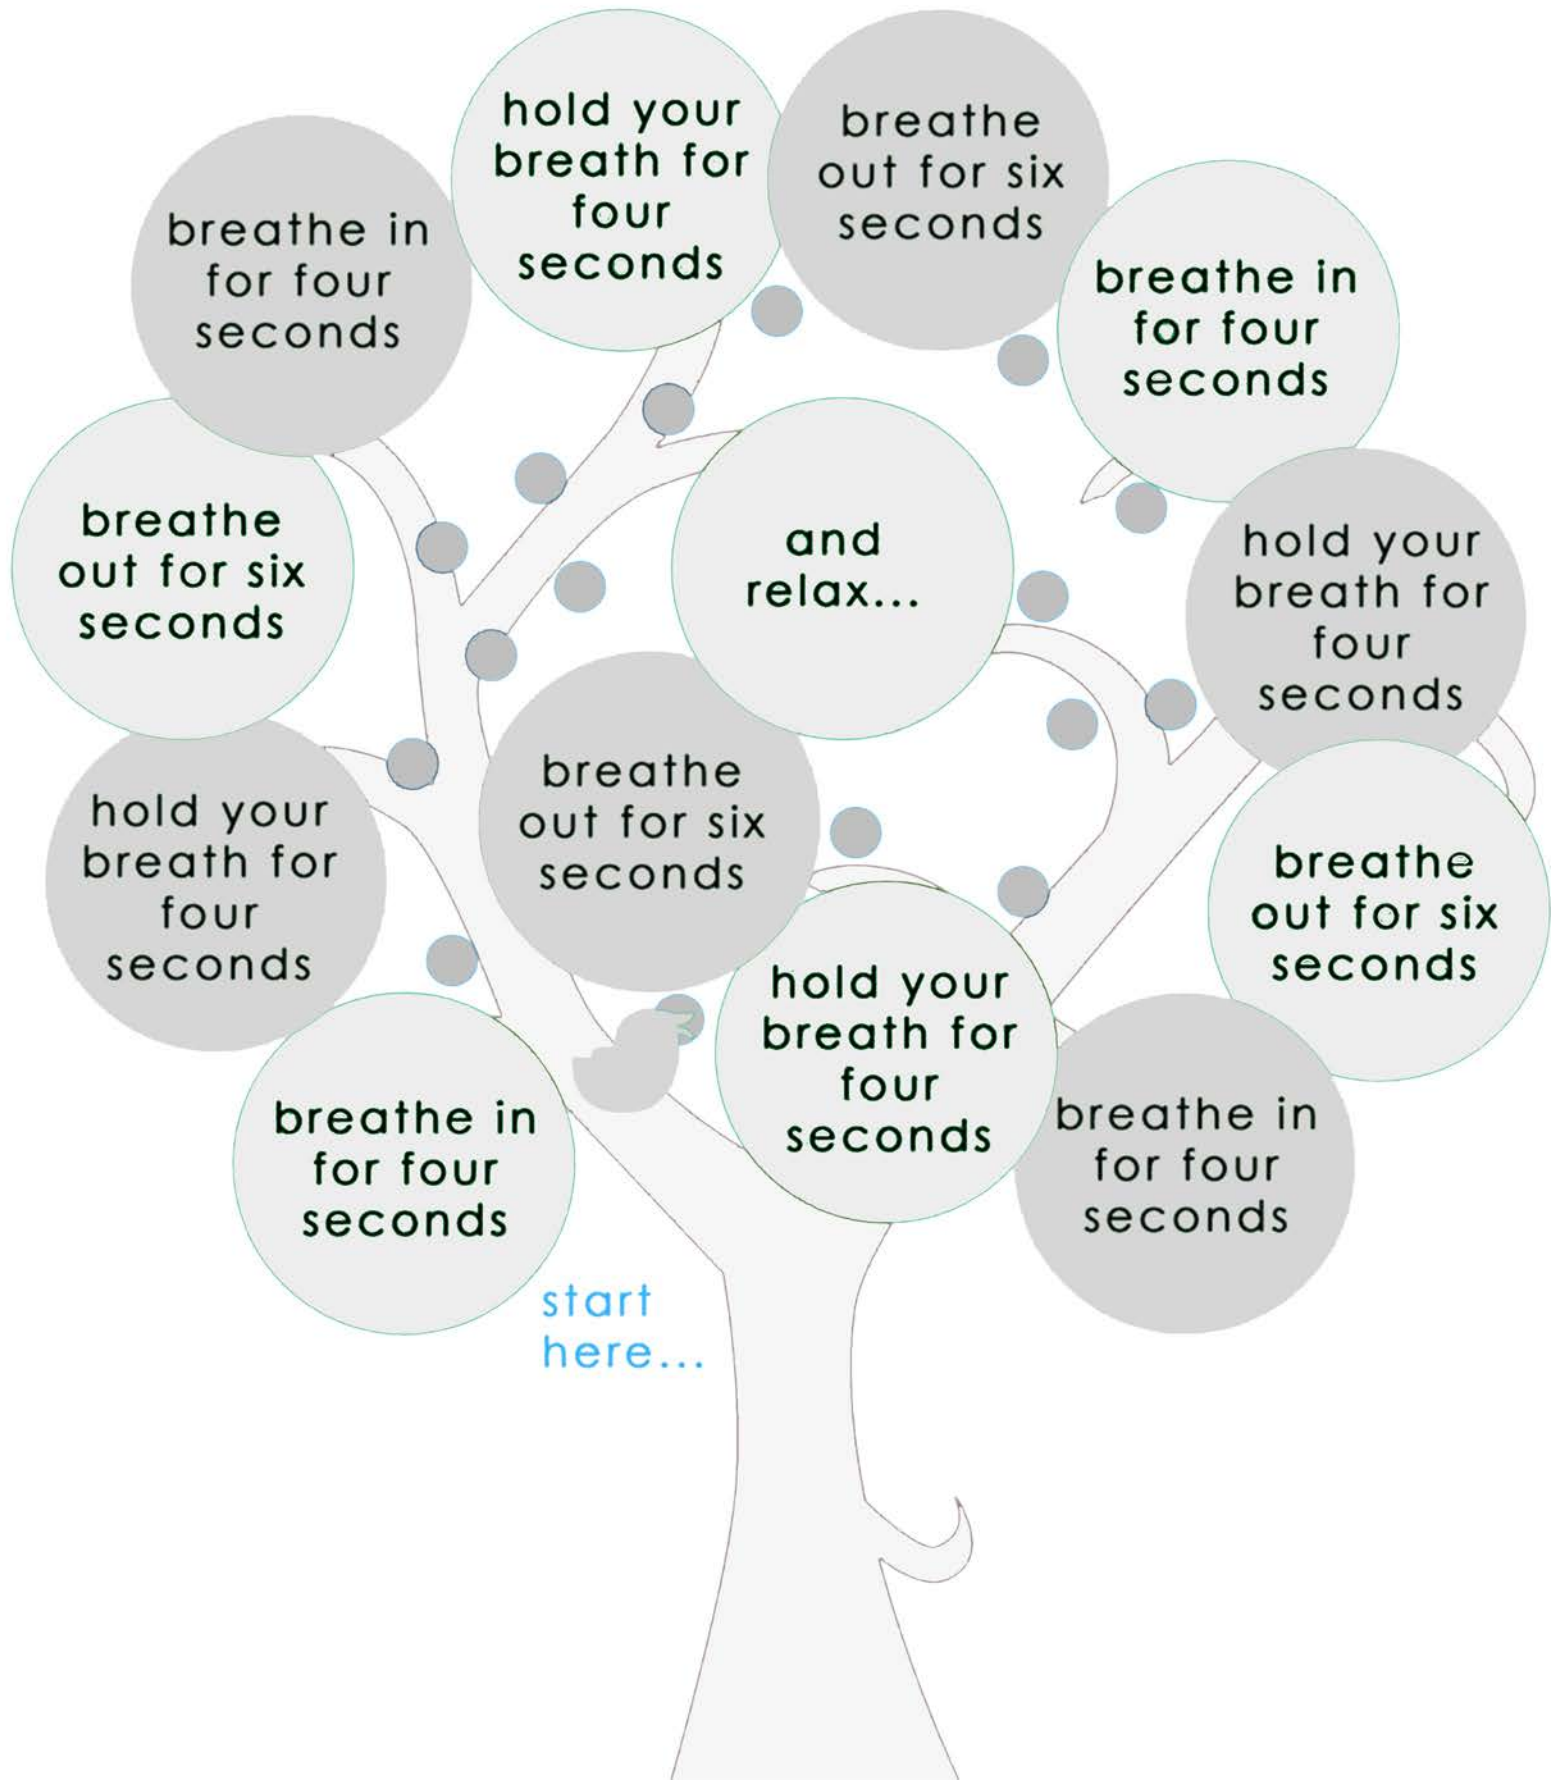 start
here...
breathe in
for four
seconds
hold your
breath for
four
seconds
breathe
out for six
seconds
breathe in
for four
seconds
hold your
breath for
four
seconds
breathe
out for six
seconds
breathe in
for four
seconds
hold your
breath for
four
seconds
breathe
out for six
seconds
breathe in
for four
seconds
hold your
breath for
four
seconds
breathe
out for six
seconds
and
relax...